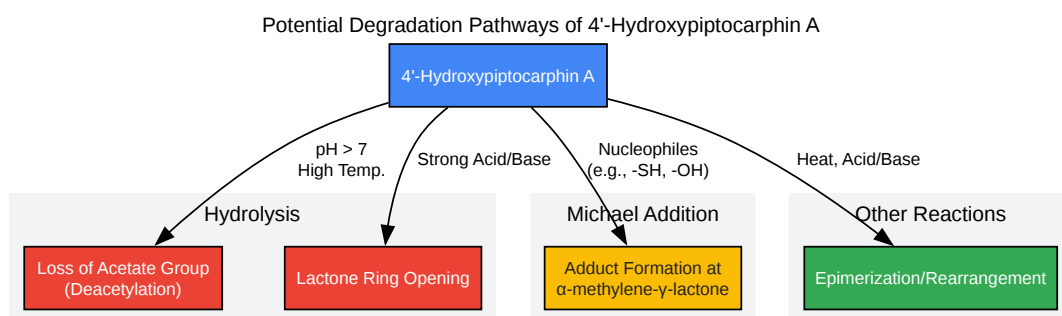 Potential Degradation Pathways of 4'-Hydroxypiptocarphin A
4'-Hydroxypiptocarphin A
pH > 7
High Temp.
Strong Acid/Base
Nucleophiles
(e.g., -SH, -OH)
Heat, Acid/Base
Hydrolysis
Michael Addition
Other Reactions
Loss of Acetate Group
(Deacetylation)
Lactone Ring Opening
Adduct Formation at
α-methylene-γ-lactone
Epimerization/Rearrangement